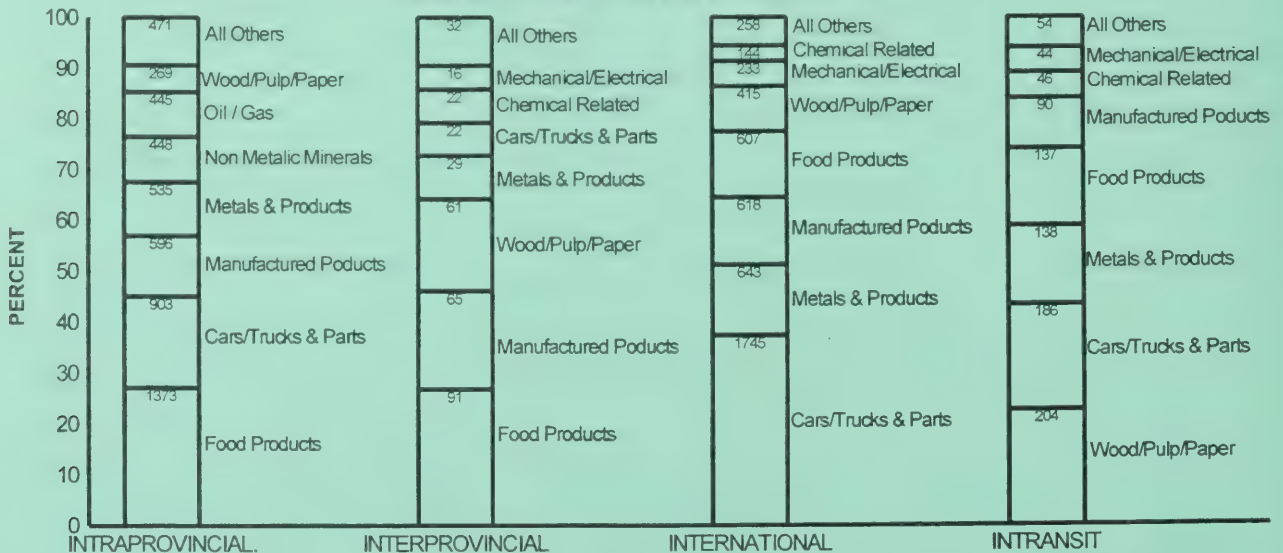 PERCENT
100
90
80
70
60
50
40
30
20
10
0
471 All Others
269 Wood/Pulp/Paper
445 Oil / Gas
448 Non Metalic Minerals
535 Metals & Products
596 Manufactured Poducts
903 Cars/Trucks & Parts
1373 Food Products
INTRAPROVINCIAL.
32 All Others
16 Mechanical/Electrical
22 Chemical Related
22 Cars/Trucks & Parts
29 Metals & Products
61 Wood/Pulp/Paper
65 Manufactured Poducts
91 Food Products
INTERPROVINCIAL
258 All Others
144 Chemical Related
233 Mechanical/Electrical
415 Wood/Pulp/Paper
607 Food Products
618 Manufactured Poducts
643 Metals & Products
1745 Cars/Trucks & Parts
INTERNATIONAL
54 All Others
44 Mechanical/Electrical
46 Chemical Related
90 Manufactured Poducts
137 Food Products
138 Metals & Products
186 Cars/Trucks & Parts
204 Wood/Pulp/Paper
INTRANSIT